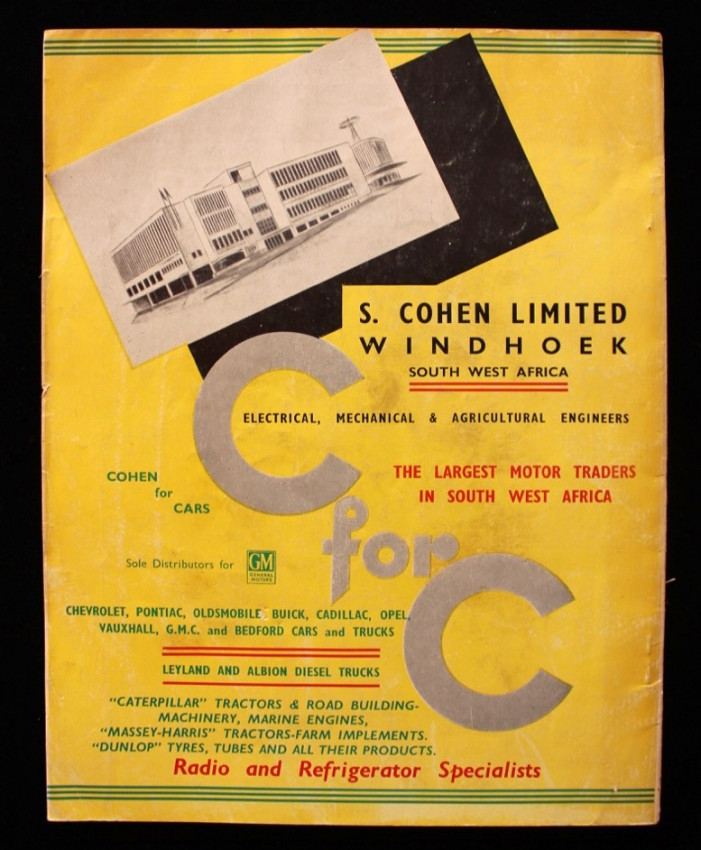 S. COHEN LIMITED
WINDHOEK
SOUTH WEST AFRICA
ELECTRICAL, MECHANICAL & AGRICULTURAL ENGINEERS
COHEN
for
CARS
THE LARGEST MOTOR TRADERS
IN SOUTH WEST AFRICA
C
for
C
Sole Distributors for
GM
GENERAL
MOTORS
CHEVROLET, PONTIAC, OLDSMOBILE, BUICK, CADILLAC, OPEL,
VAUXHALL, G.M.C. and BEDFORD CARS and TRUCKS
LEYLAND AND ALBION DIESEL TRUCKS
"CATERPILLAR" TRACTORS & ROAD BUILDING-
MACHINERY, MARINE ENGINES,
"MASSEY-HARRIS" TRACTORS-FARM IMPLEMENTS.
"DUNLOP" TYRES, TUBES AND ALL THEIR PRODUCTS.
Radio and Refrigerator Specialists